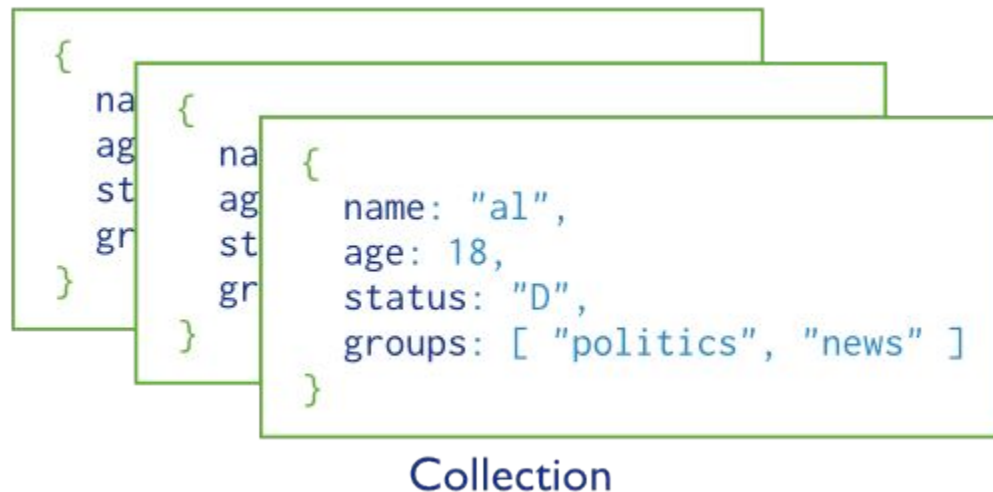 {
na
ag
st
gr
}
{
na
ag
st
gr
}
{
name: "al",
age: 18,
status: "D",
groups: [ "politics", "news" ]
}
Collection